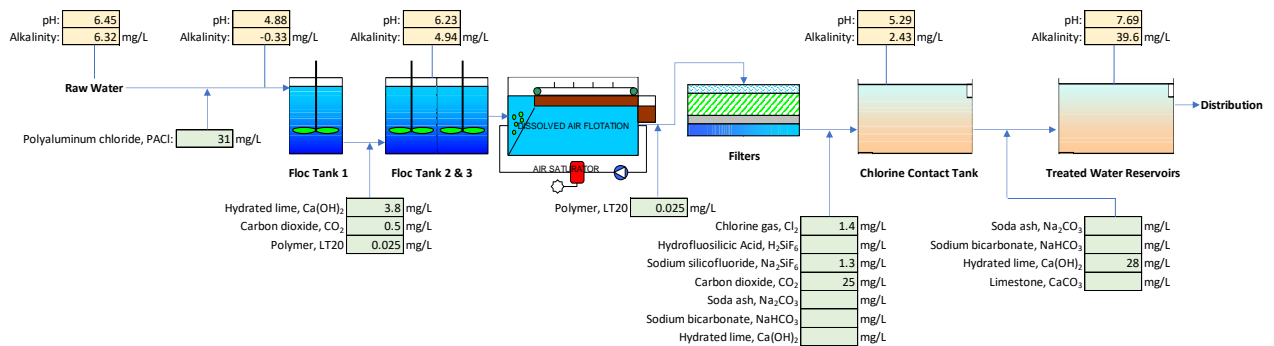 pH: 6.45
Alkalinity: 6.32 mg/L
pH: 4.88
Alkalinity: -0.33 mg/L
pH: 6.23
Alkalinity: 4.94 mg/L
pH: 5.29
Alkalinity: 2.43 mg/L
pH: 7.69
Alkalinity: 39.6 mg/L
Raw Water
Polyaluminum chloride, PACl: 31 mg/L
Floc Tank 1
Floc Tank 2 & 3
DISSOLVED AIR FLOTATION
AIR SATURATOR
Filters
Chlorine Contact Tank
Treated Water Reservoirs
Distribution
Hydrated lime, Ca(OH)₂ 3.8 mg/L
Carbon dioxide, CO₂ 0.5 mg/L
Polymer, LT20 0.025 mg/L
Polymer, LT20 0.025 mg/L
Chlorine gas, Cl₂ 1.4 mg/L
Hydrofluosilicic Acid, H₂SiF₆ mg/L
Sodium silicofluoride, Na₂SiF₆ 1.3 mg/L
Carbon dioxide, CO₂ 25 mg/L
Soda ash, Na₂CO₃ mg/L
Sodium bicarbonate, NaHCO₃ mg/L
Hydrated lime, Ca(OH)₂ mg/L
Soda ash, Na₂CO₃ mg/L
Sodium bicarbonate, NaHCO₃ mg/L
Hydrated lime, Ca(OH)₂ 28 mg/L
Limestone, CaCO₃ mg/L